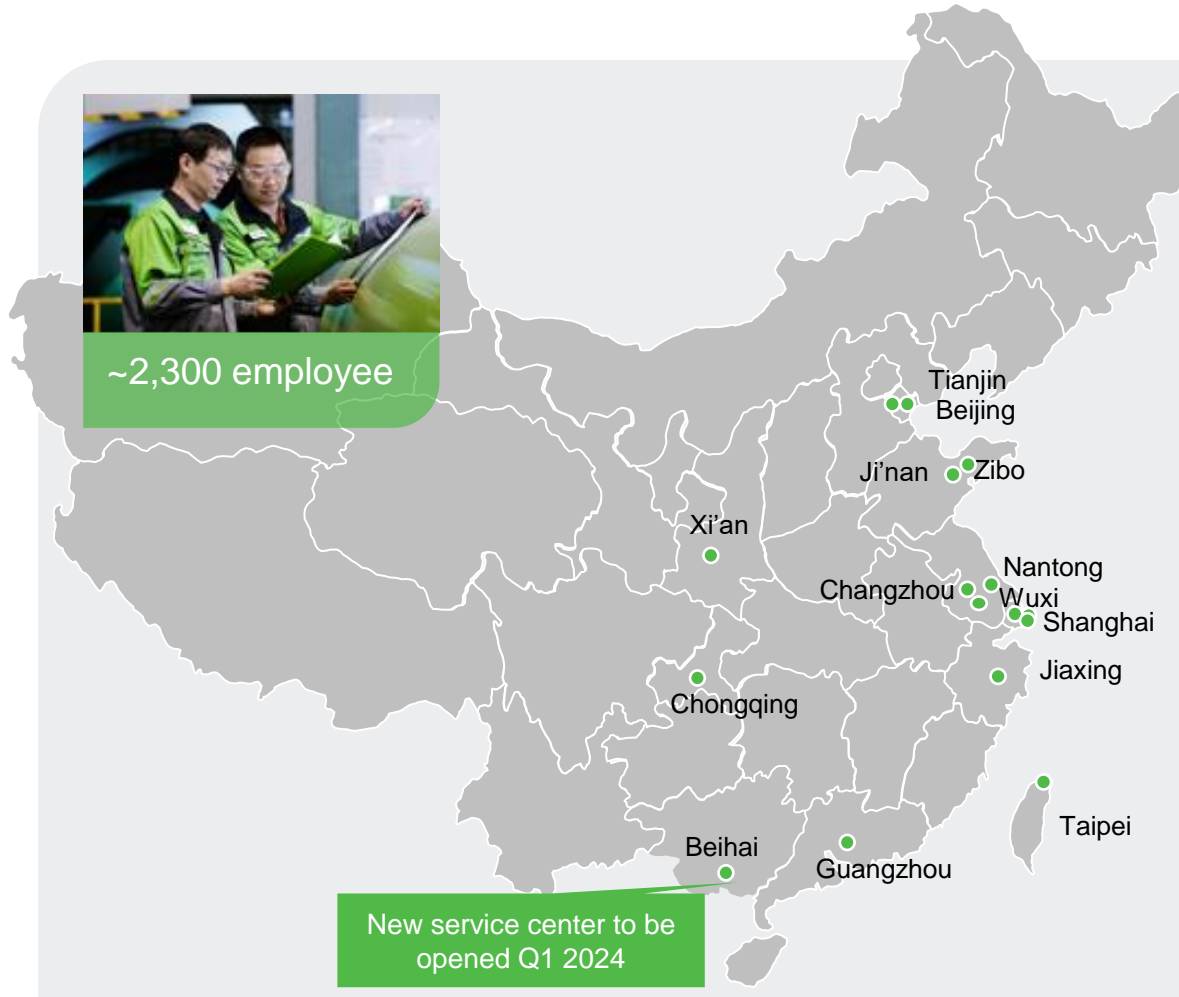 ~2,300 employee
Tianjin
Beijing
Ji’nan
Zibo
Xi’an
Nantong
Changzhou
Wuxi
Shanghai
Jiaxing
Chongqing
Taipei
Beihai
Guangzhou
New service center to be
opened Q1 2024